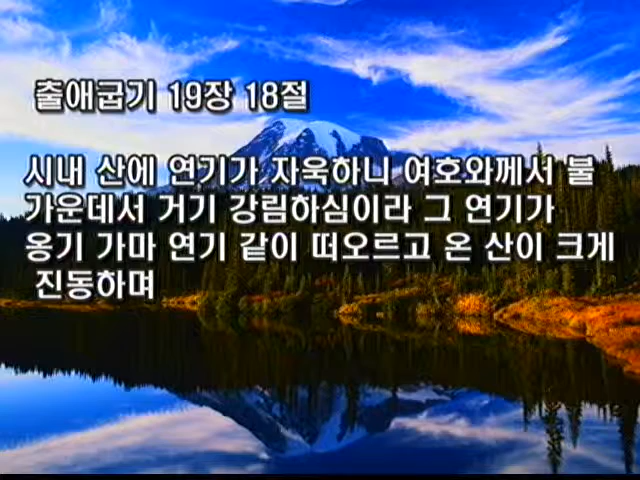 출애굽기 19장 18절
시내 산에 연기가 자욱하니 여호와께서 불
가운데서 거기 강림하심이라 그 연기가
옹기 가마 연기 같이 떠오르고 온 산이 크게
진동하며